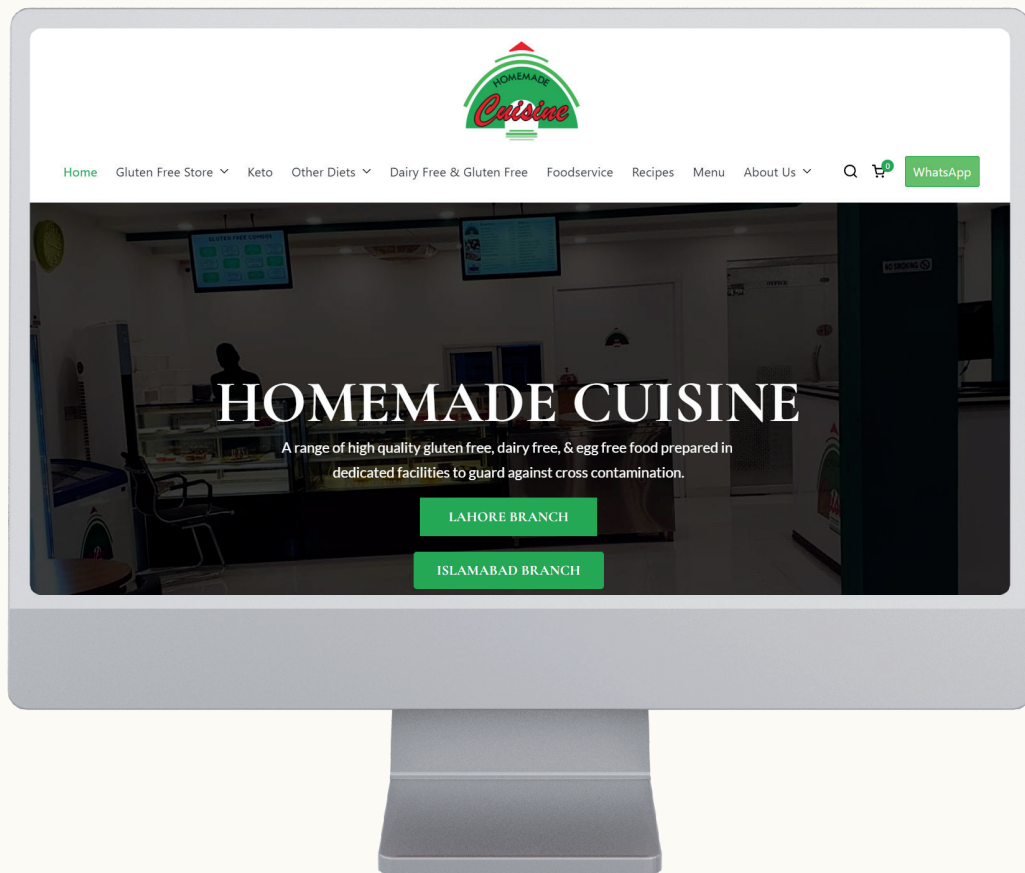 HOMEMADE
Cuisine
Home Gluten Free Store Keto Other Diets Dairy Free & Gluten Free Foodservice Recipes Menu About Us 0 WhatsApp
GLUTEN FREE COMBOS
NO SMOKING
HOMEMADE CUISINE
A range of high quality gluten free, dairy free, & egg free food prepared in
dedicated facilities to guard against cross contamination.
LAHORE BRANCH
ISLAMABAD BRANCH